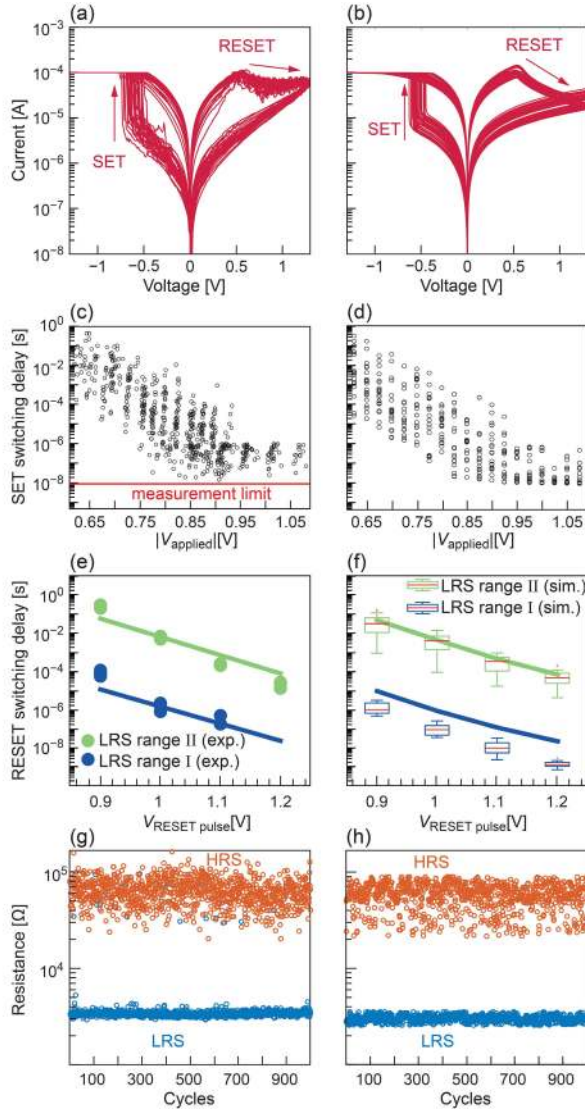 (a)
(b)
10⁻³
10⁻⁴
10⁻⁵
10⁻⁶
10⁻⁷
10⁻⁸
Current [A]
RESET
SET
RESET
SET
−1
−0.5
0
0.5
1
−1
−0.5
0
0.5
1
Voltage [V]
Voltage [V]
(c)
(d)
10⁰
10⁻²
10⁻⁴
10⁻⁶
10⁻⁸
SET switching delay [s]
measurement limit
0.65
0.75
0.85
0.95
1.05
0.65
0.75
0.85
0.95
1.05
|Vapplied|[V]
|Vapplied|[V]
(e)
(f)
10⁰
10⁻²
10⁻⁴
10⁻⁶
10⁻⁸
RESET switching delay [s]
LRS range II (exp.)
LRS range I (exp.)
LRS range II (sim.)
LRS range I (sim.)
0.9
1
1.1
1.2
0.9
1
1.1
1.2
VRESET pulse[V]
VRESET pulse[V]
(g)
(h)
10⁵
10⁴
Resistance [Ω]
HRS
LRS
HRS
LRS
100
300
500
700
900
100
300
500
700
900
Cycles
Cycles